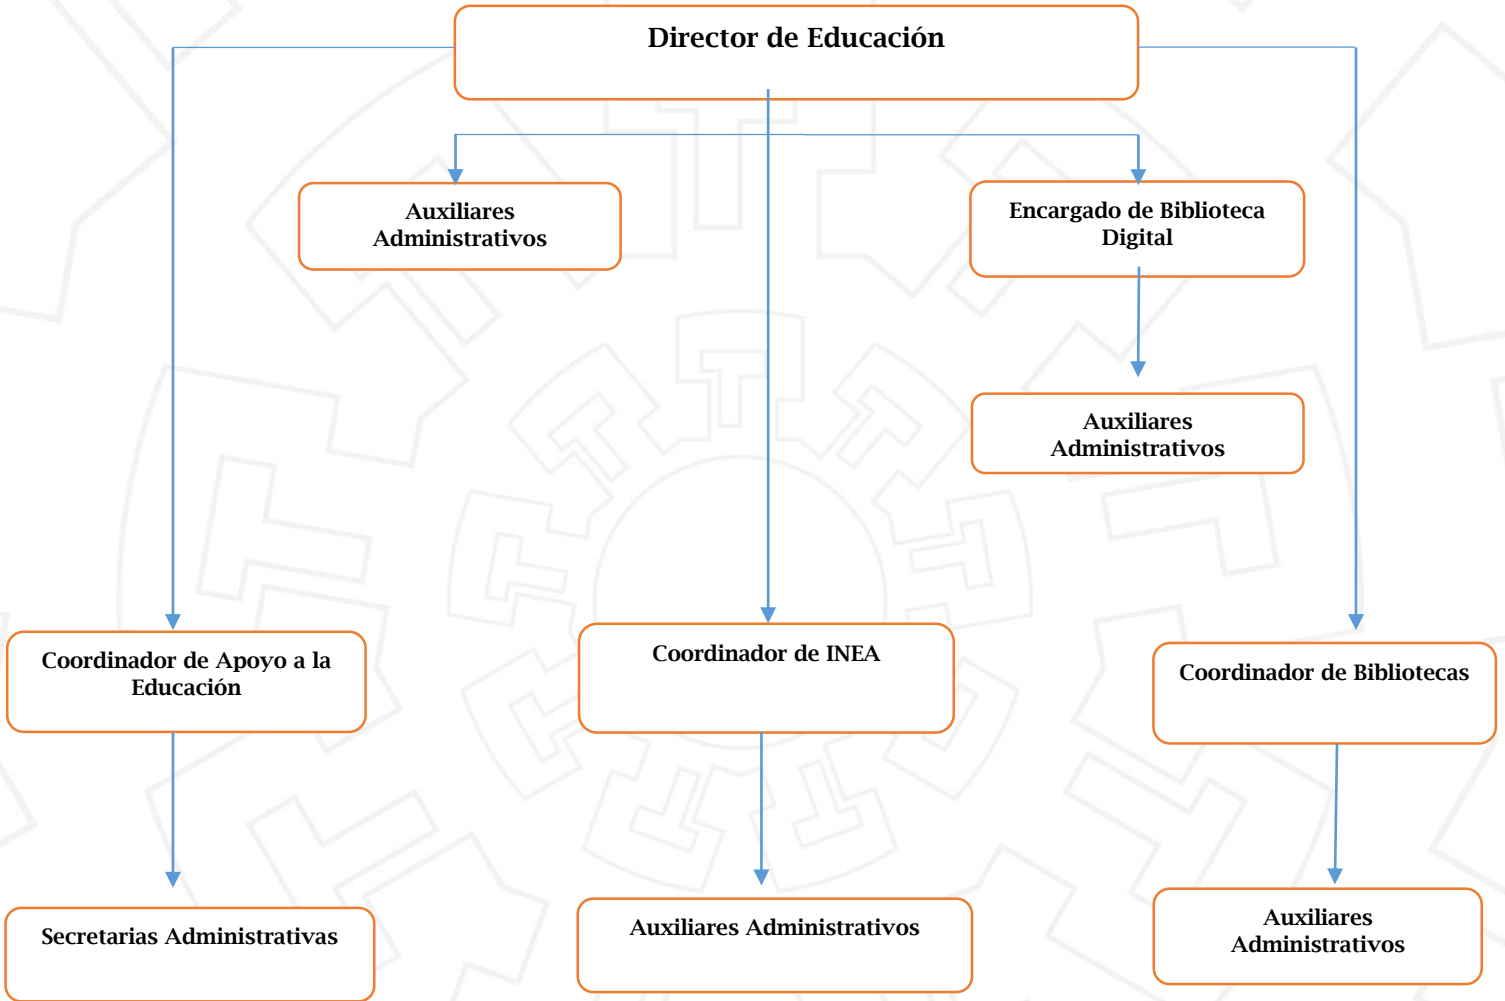 Director de Educación
Auxiliares
Administrativos
Encargado de Biblioteca
Digital
Auxiliares
Administrativos
Coordinador de Apoyo a la
Educación
Coordinador de INEA
Coordinador de Bibliotecas
Secretarias Administrativas
Auxiliares Administrativos
Auxiliares
Administrativos